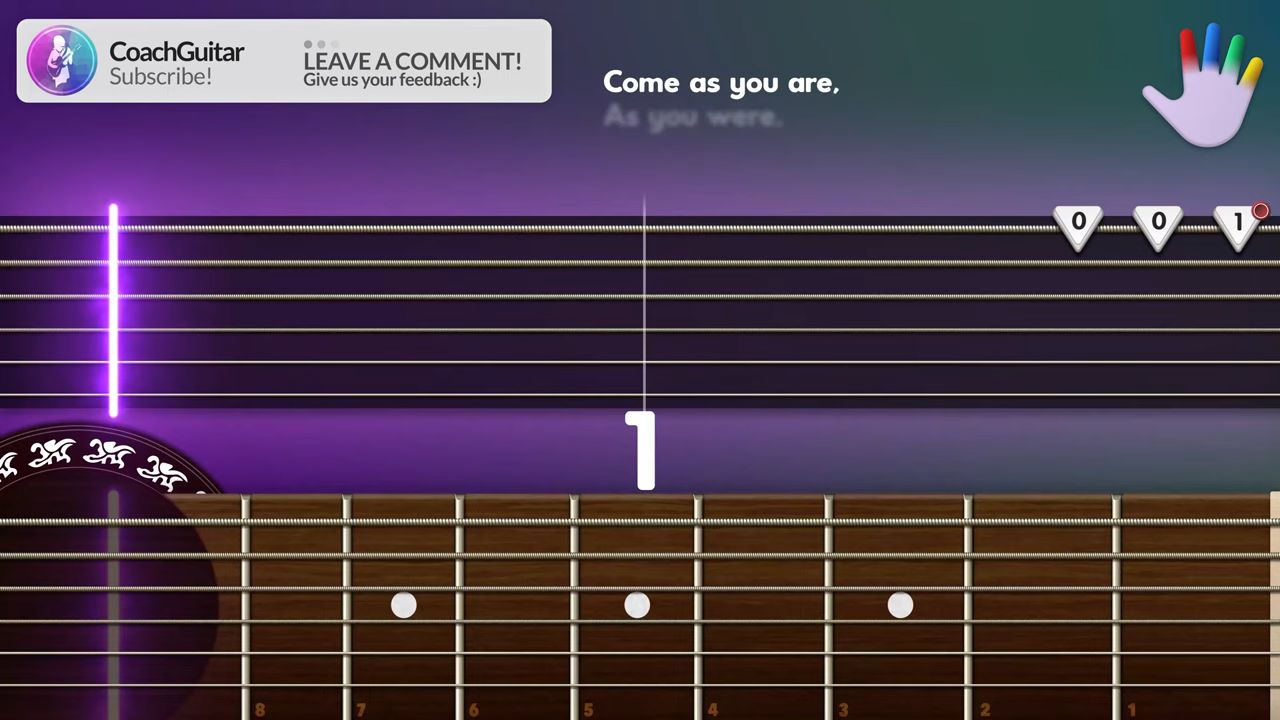 CoachGuitar
Subscribe!
LEAVE A COMMENT!
Give us your feedback :)
Come as you are,
As you were.
0 0 1
1
8 7 6 5 4 3 2 1